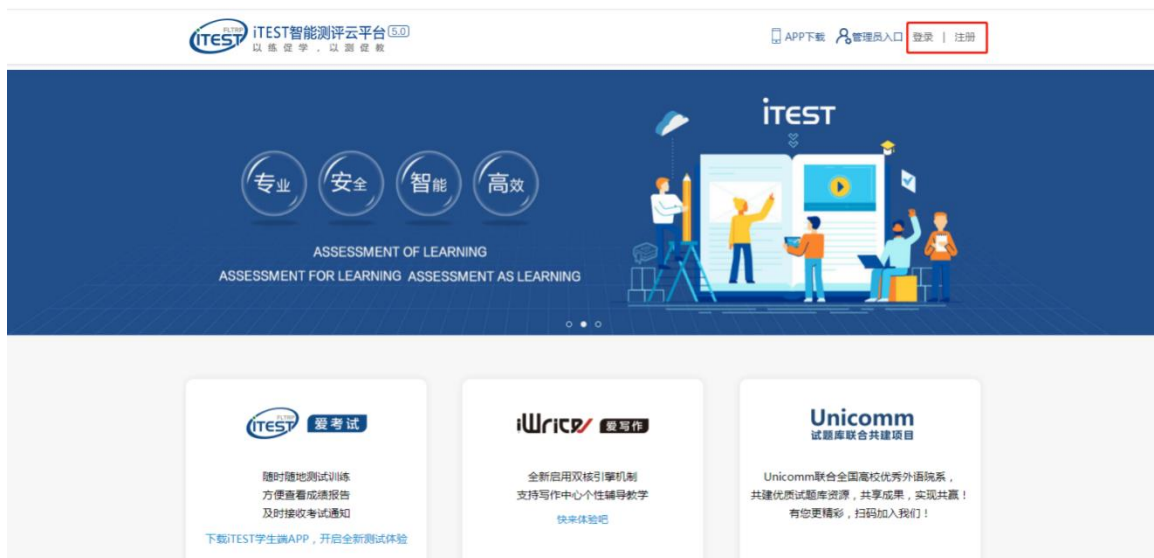 FLTRP
iTEST
iTEST智能测评云平台 5.0
以练促学，以测促教
APP下载 管理员入口 登录 | 注册
iTEST
专业 安全 智能 高效
ASSESSMENT OF LEARNING
ASSESSMENT FOR LEARNING ASSESSMENT AS LEARNING
FLTRP
iTEST 爱考试
随时随地测试训练
方便查看成绩报告
及时接收考试通知
下载iTEST学生端APP，开启全新测试体验
iWrite 爱写作
全新启用双核引擎机制
支持写作中心个性辅导教学
快来体验吧
Unicomm
试题库联合共建项目
Unicomm联合全国高校优秀外语院系，
共建优质试题库资源，共享成果，实现共赢！
有您更精彩，扫码加入我们！